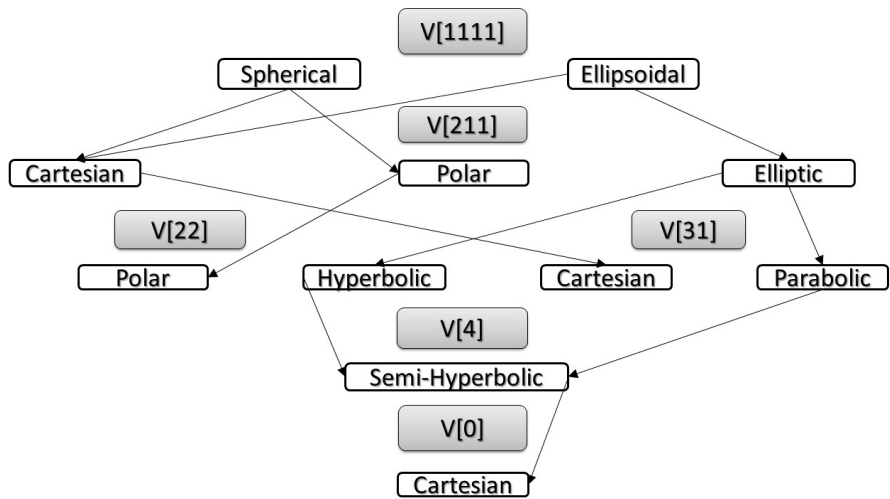 V[1111]
Spherical
Ellipsoidal
V[211]
Cartesian
Polar
Elliptic
V[22]
V[31]
Polar
Hyperbolic
Cartesian
Parabolic
V[4]
Semi-Hyperbolic
V[0]
Cartesian